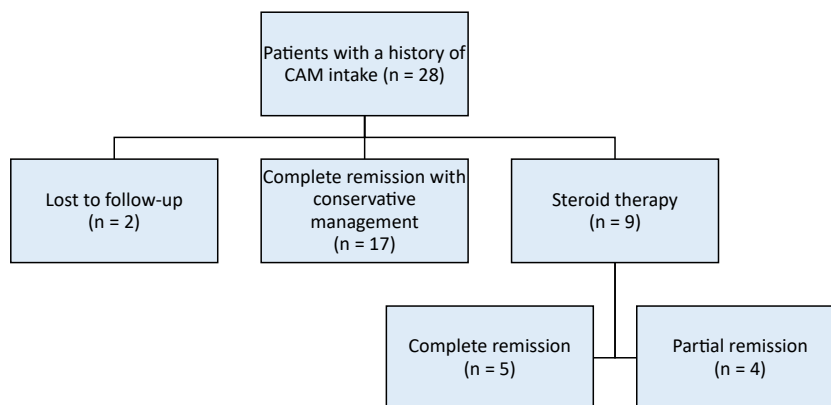 Patients with a history of
CAM intake (n = 28)
Lost to follow-up
(n = 2)
Complete remission with
conservative
management
(n = 17)
Steroid therapy
(n = 9)
Complete remission
(n = 5)
Partial remission
(n = 4)